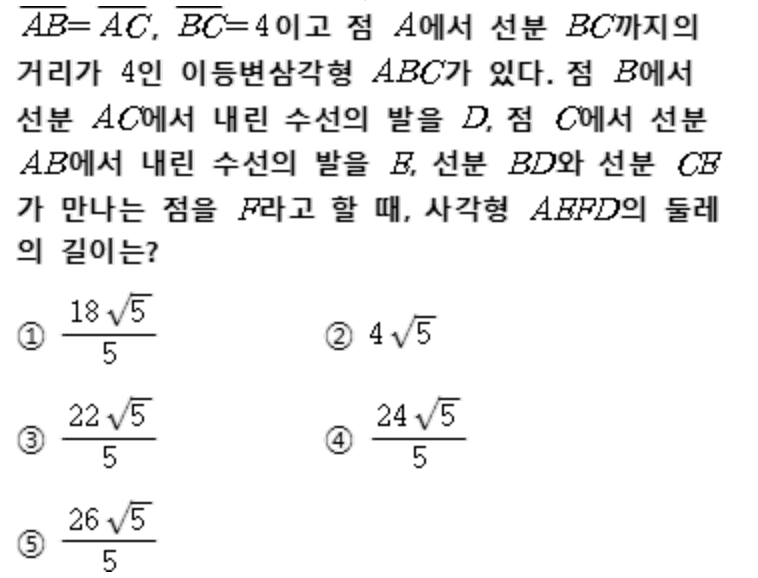 AB= AC, BC=4이고 점 A에서 선분 BC까지의
거리가 4인 이등변삼각형 ABC가 있다. 점 B에서
선분 AC에서 내린 수선의 발을 D, 점 C에서 선분
AB에서 내린 수선의 발을 E, 선분 BD와 선분 CE
가 만나는 점을 F라고 할 때, 사각형 AEFD의 둘레
의 길이는?
① 18√5/5 ② 4√5
③ 22√5/5 ④ 24√5/5
⑤ 26√5/5